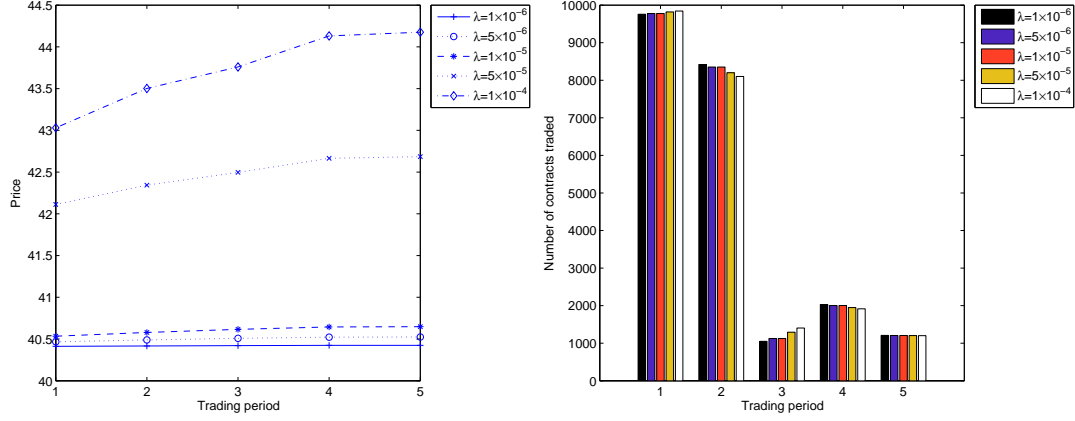 44.5
44
43.5
43
42.5
42
41.5
41
40.5
40
Price
1 2 3 4 5
Trading period
λ=1×10⁻⁶
λ=5×10⁻⁶
λ=1×10⁻⁵
λ=5×10⁻⁵
λ=1×10⁻⁴
10000
9000
8000
7000
6000
5000
4000
3000
2000
1000
0
Number of contracts traded
1 2 3 4 5
Trading period
λ=1×10⁻⁶
λ=5×10⁻⁶
λ=1×10⁻⁵
λ=5×10⁻⁵
λ=1×10⁻⁴